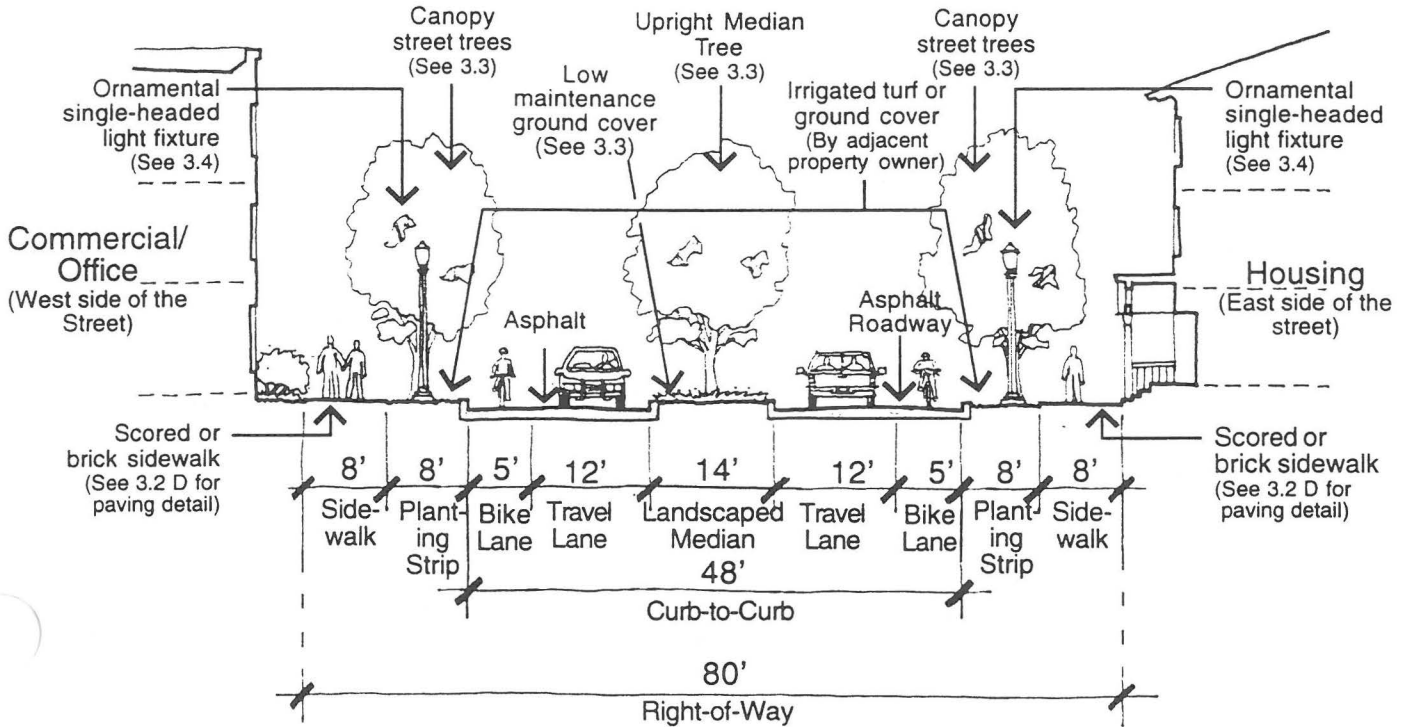 Canopy
street trees
(See 3.3)
Upright Median
Tree
(See 3.3)
Canopy
street trees
(See 3.3)
Ornamental
single-headed
light fixture
(See 3.4)
Low
maintenance
ground cover
(See 3.3)
Irrigated turf or
ground cover
(By adjacent
property owner)
Ornamental
single-headed
light fixture
(See 3.4)
Commercial/
Office
(West side of the
Street)
Asphalt
Asphalt
Roadway
Housing
(East side of the
street)
Scored or
brick sidewalk
(See 3.2 D for
paving detail)
8' 8' 5' 12' 14' 12' 5' 8' 8'
Side-
walk
Plant-
ing
Strip
Bike
Lane
Travel
Lane
Landscaped
Median
Travel
Lane
Bike
Lane
Plant-
ing
Strip
Side-
walk
Scored or
brick sidewalk
(See 3.2 D for
paving detail)
48'
Curb-to-Curb
80'
Right-of-Way